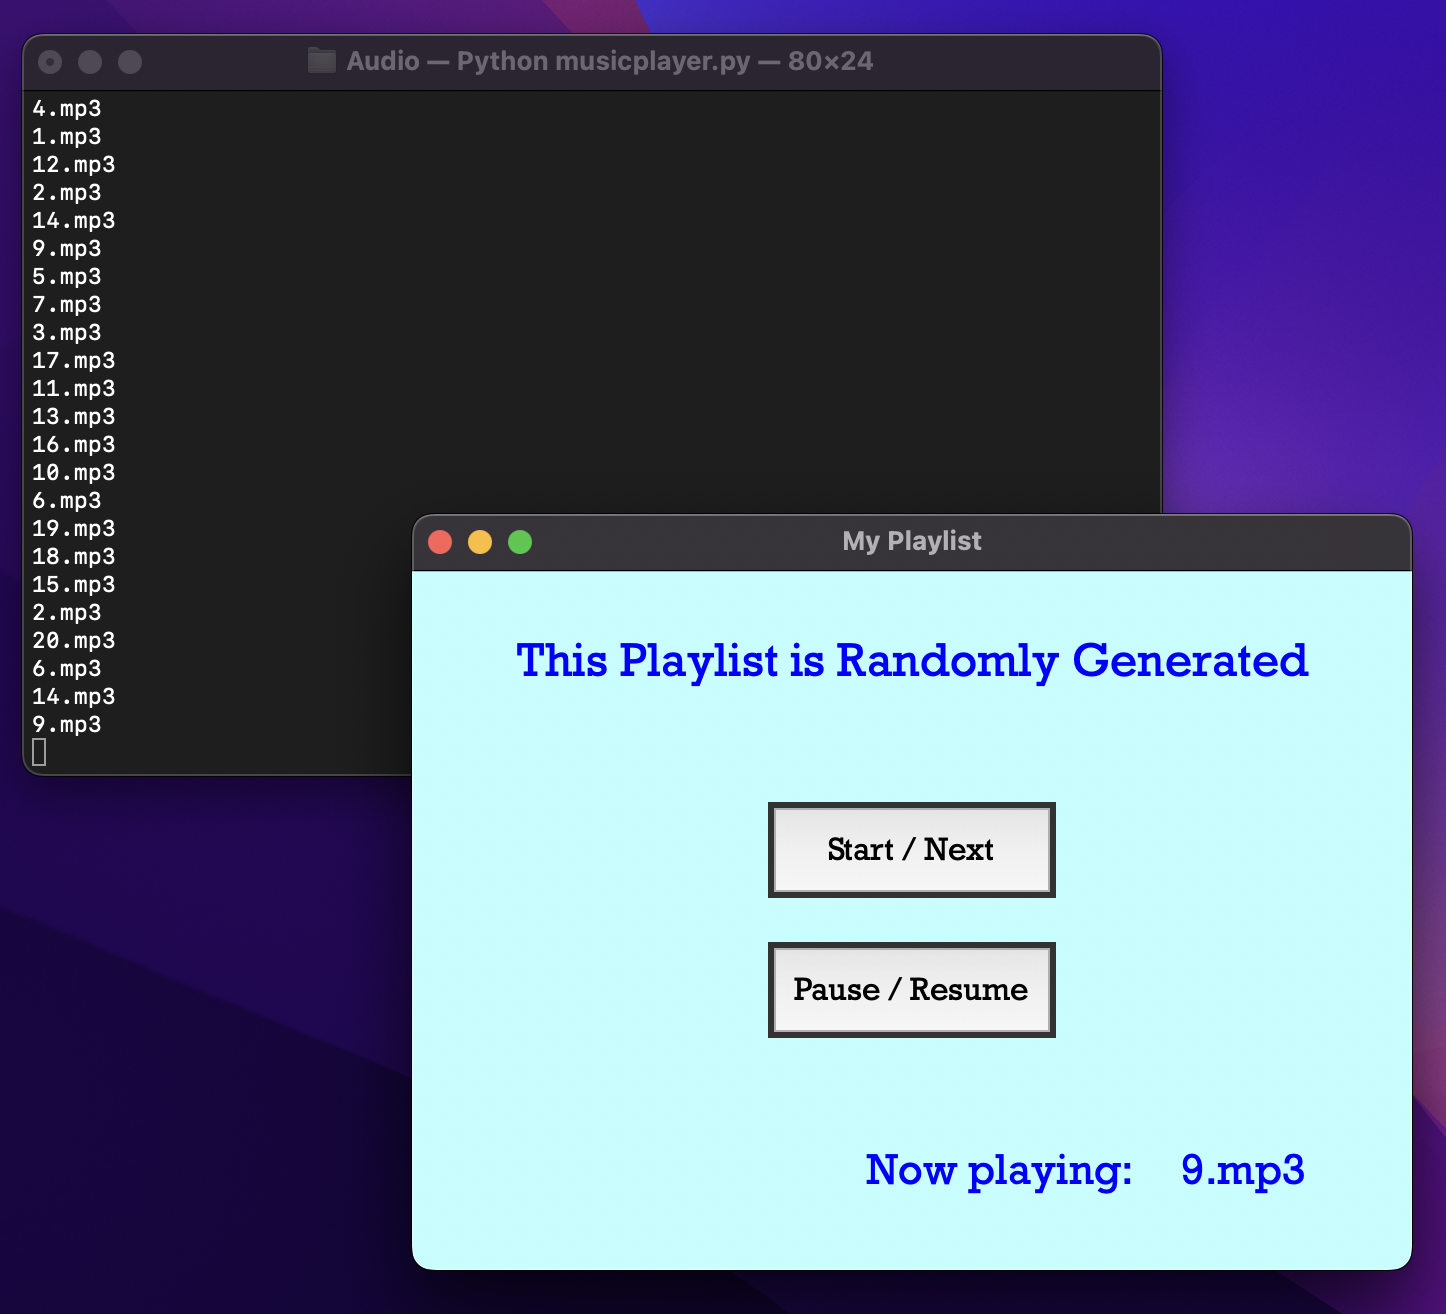 Audio — Python musicplayer.py — 80×24
4.mp3
1.mp3
12.mp3
2.mp3
14.mp3
9.mp3
5.mp3
7.mp3
3.mp3
17.mp3
11.mp3
13.mp3
16.mp3
10.mp3
6.mp3
19.mp3
18.mp3
15.mp3
2.mp3
20.mp3
6.mp3
14.mp3
9.mp3
My Playlist
This Playlist is Randomly Generated
Start / Next
Pause / Resume
Now playing: 9.mp3